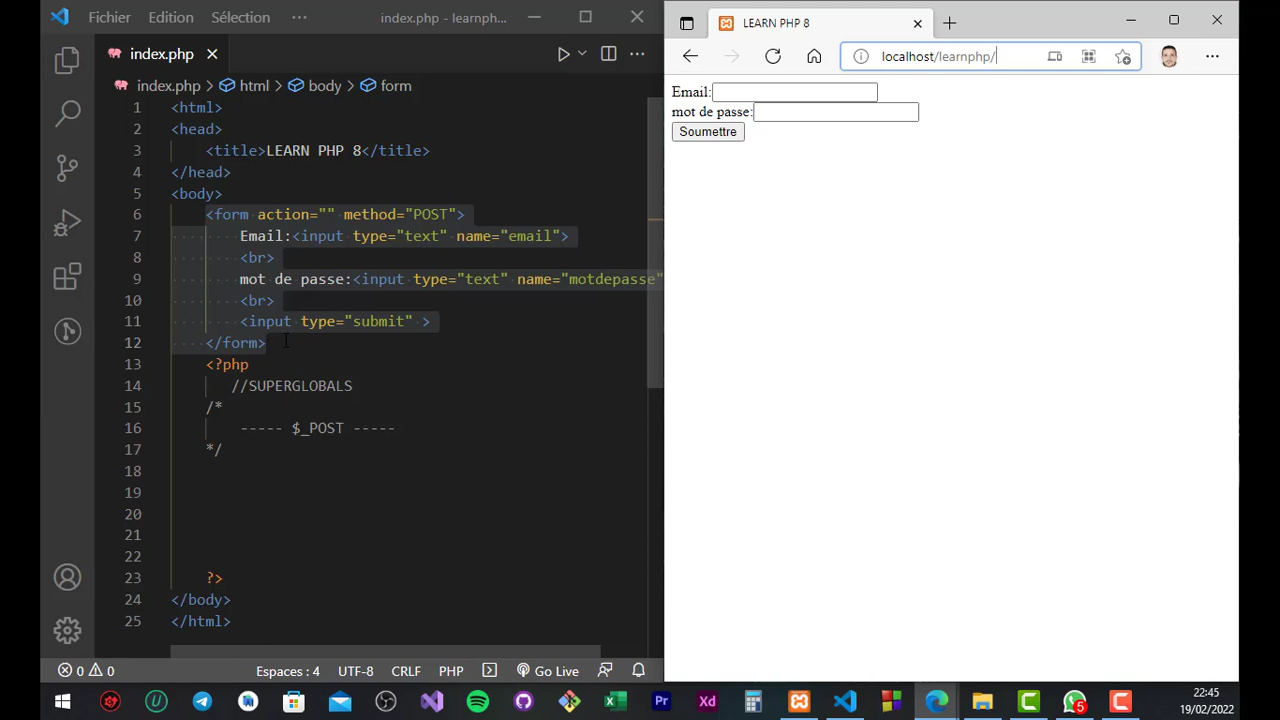 Fichier Edition Sélection ··· index.php - learnph...
index.php
index.php > html > body > form
1 <html>
2 <head>
3 <title>LEARN PHP 8</title>
4 </head>
5 <body>
6 <form action="" method="POST">
7 Email:<input type="text" name="email">
8 <br>
9 mot de passe:<input type="text" name="motdepasse"
10 <br>
11 <input type="submit" >
12 </form>
13 <?php
14 //SUPERGLOBALS
15 /*
16 ----- $_POST -----
17 */
18
19
20
21
22
23 ?>
24 </body>
25 </html>
0 0 Espaces : 4 UTF-8 CRLF PHP Go Live
LEARN PHP 8
localhost/learnphp/
Email:
mot de passe:
Soumettre
Pr Xd 5
22:45
19/02/2022